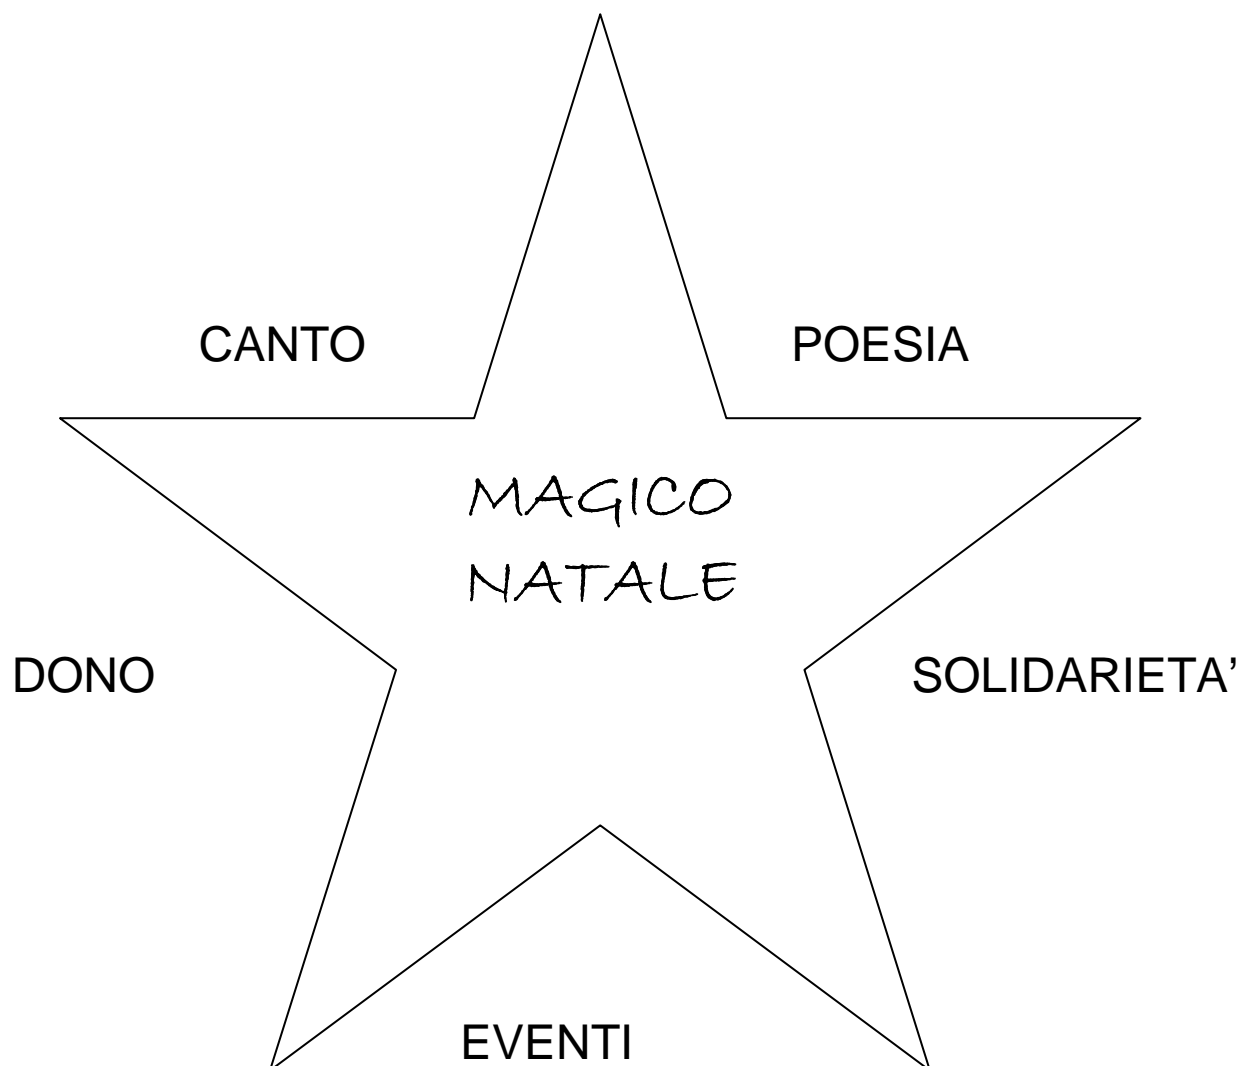 CANTO
POESIA
MAGICO
NATALE
DONO
SOLIDARIETA’
EVENTI